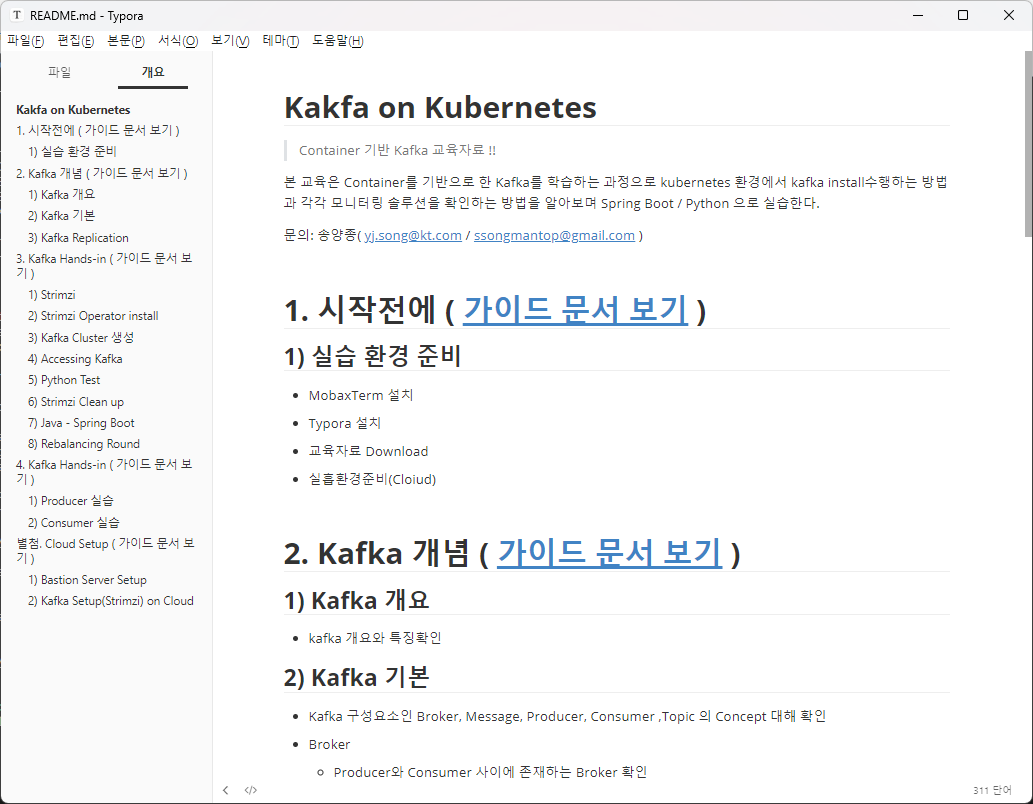 README.md - Typora
파일(F) 편집(E) 본문(P) 서식(O) 보기(V) 테마(T) 도움말(H)
파일 개요
Kakfa on Kubernetes
1. 시작전에 ( 가이드 문서 보기 )
1) 실습 환경 준비
2. Kafka 개념 ( 가이드 문서 보기 )
1) Kafka 개요
2) Kafka 기본
3) Kafka Replication
3. Kafka Hands-in ( 가이드 문서 보
기 )
1) Strimzi
2) Strimzi Operator install
3) Kafka Cluster 생성
4) Accessing Kafka
5) Python Test
6) Strimzi Clean up
7) Java - Spring Boot
8) Rebalancing Round
4. Kafka Hands-in ( 가이드 문서 보
기 )
1) Producer 실습
2) Consumer 실습
별첨. Cloud Setup ( 가이드 문서 보
기 )
1) Bastion Server Setup
2) Kafka Setup(Strimzi) on Cloud
Kakfa on Kubernetes
Container 기반 Kafka 교육자료 !!
본 교육은 Container를 기반으로 한 Kafka를 학습하는 과정으로 kubernetes 환경에서 kafka install수행하는 방법
과 각각 모니터링 솔루션을 확인하는 방법을 알아보며 Spring Boot / Python 으로 실습한다.
문의: 송양종( yj.song@kt.com / ssongmantop@gmail.com )
1. 시작전에 ( 가이드 문서 보기 )
1) 실습 환경 준비
MobaxTerm 설치
Typora 설치
교육자료 Download
실흡환경준비(Cloiud)
2. Kafka 개념 ( 가이드 문서 보기 )
1) Kafka 개요
kafka 개요와 특징확인
2) Kafka 기본
Kafka 구성요소인 Broker, Message, Producer, Consumer ,Topic 의 Concept 대해 확인
Broker
Producer와 Consumer 사이에 존재하는 Broker 확인
311 단어